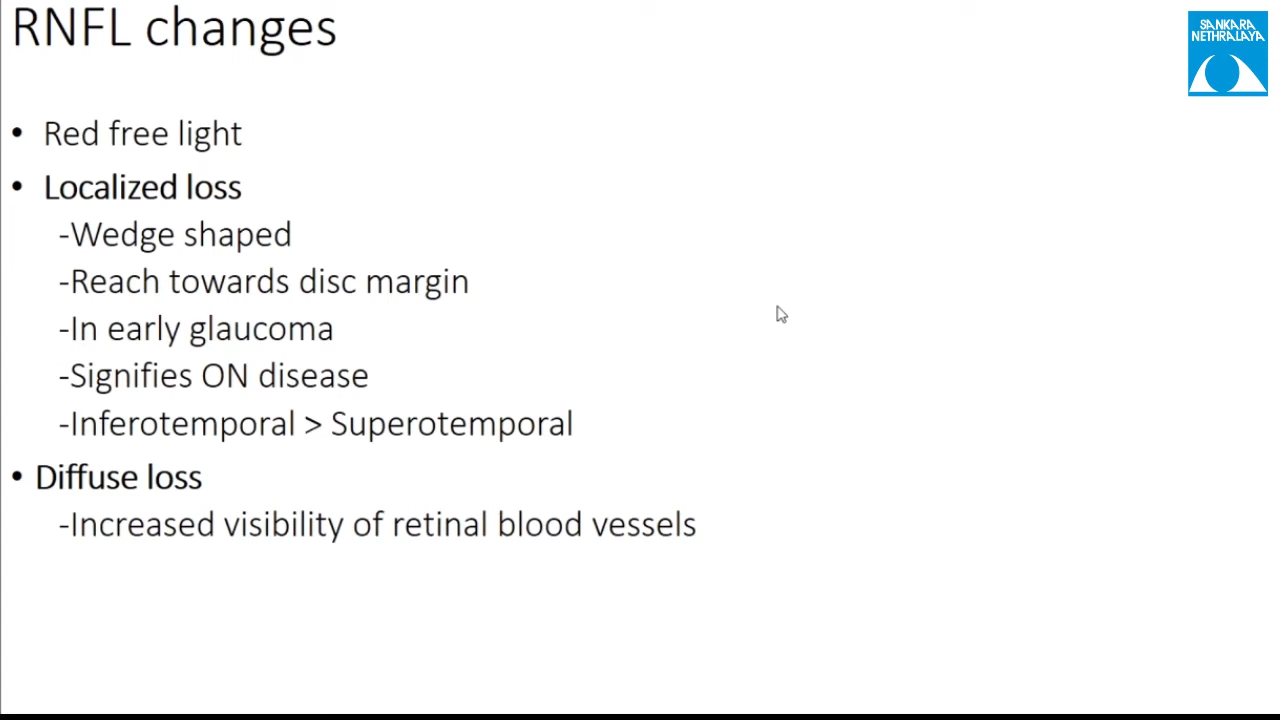 RNFL changes
SANKARA
NETHRALAYA
• Red free light
• Localized loss
-Wedge shaped
-Reach towards disc margin
-In early glaucoma
-Signifies ON disease
-Inferotemporal > Superotemporal
• Diffuse loss
-Increased visibility of retinal blood vessels